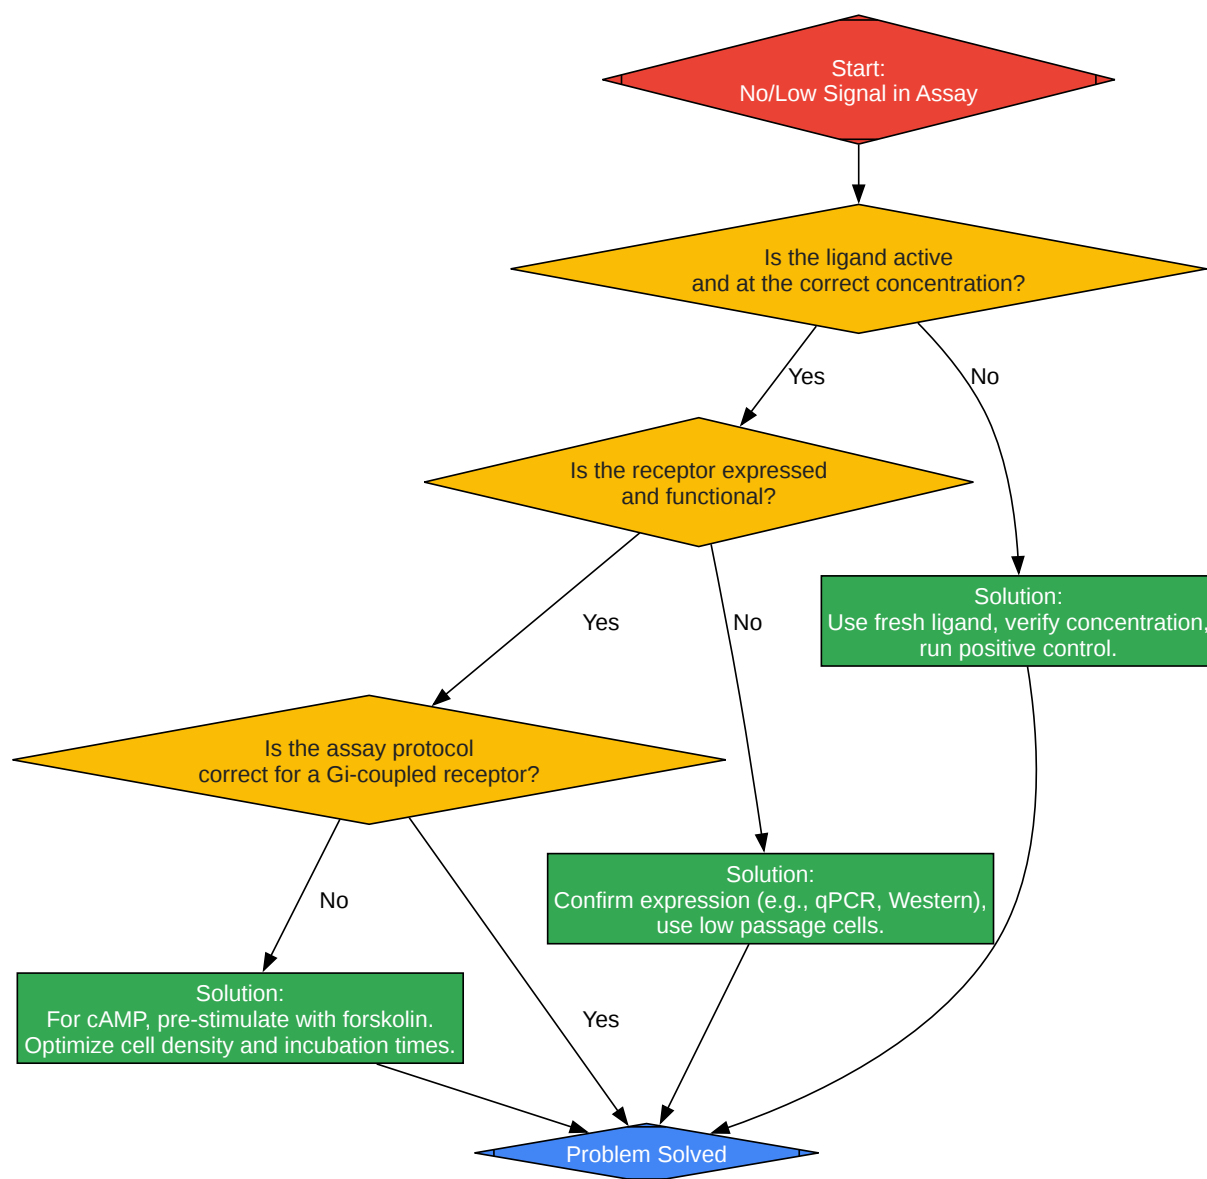 Start:
No/Low Signal in Assay
Is the ligand active
and at the correct concentration?
Yes
No
Is the receptor expressed
and functional?
Solution:
Use fresh ligand, verify concentration,
run positive control.
Yes
No
Is the assay protocol
correct for a Gi-coupled receptor?
Solution:
Confirm expression (e.g., qPCR, Western),
use low passage cells.
No
Yes
Solution:
For cAMP, pre-stimulate with forskolin.
Optimize cell density and incubation times.
Problem Solved